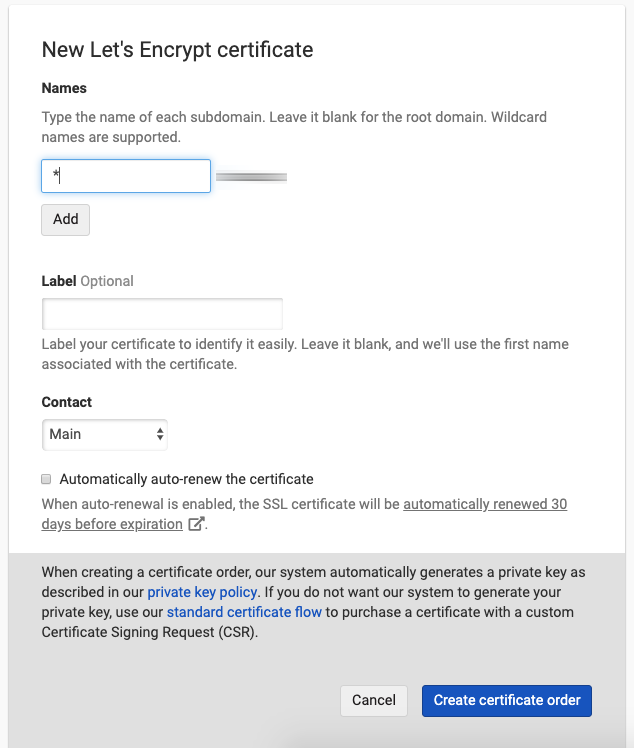 New Let's Encrypt certificate
Names
Type the name of each subdomain. Leave it blank for the root domain. Wildcard
names are supported.
*
Add
Label Optional
Label your certificate to identify it easily. Leave it blank, and we'll use the first name
associated with the certificate.
Contact
Main
Automatically auto-renew the certificate
When auto-renewal is enabled, the SSL certificate will be automatically renewed 30
days before expiration.
When creating a certificate order, our system automatically generates a private key as
described in our private key policy. If you do not want our system to generate your
private key, use our standard certificate flow to purchase a certificate with a custom
Certificate Signing Request (CSR).
Cancel Create certificate order